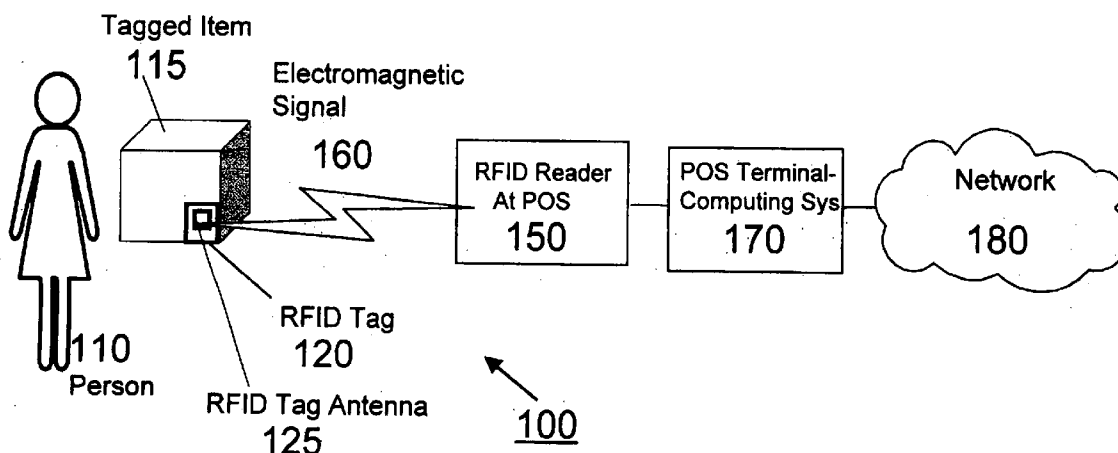 Tagged Item
115
Electromagnetic
Signal
160
RFID Reader
At POS
150
POS Terminal-
Computing Sys
170
Network
180
RFID Tag
120
110
Person
RFID Tag Antenna
125
100